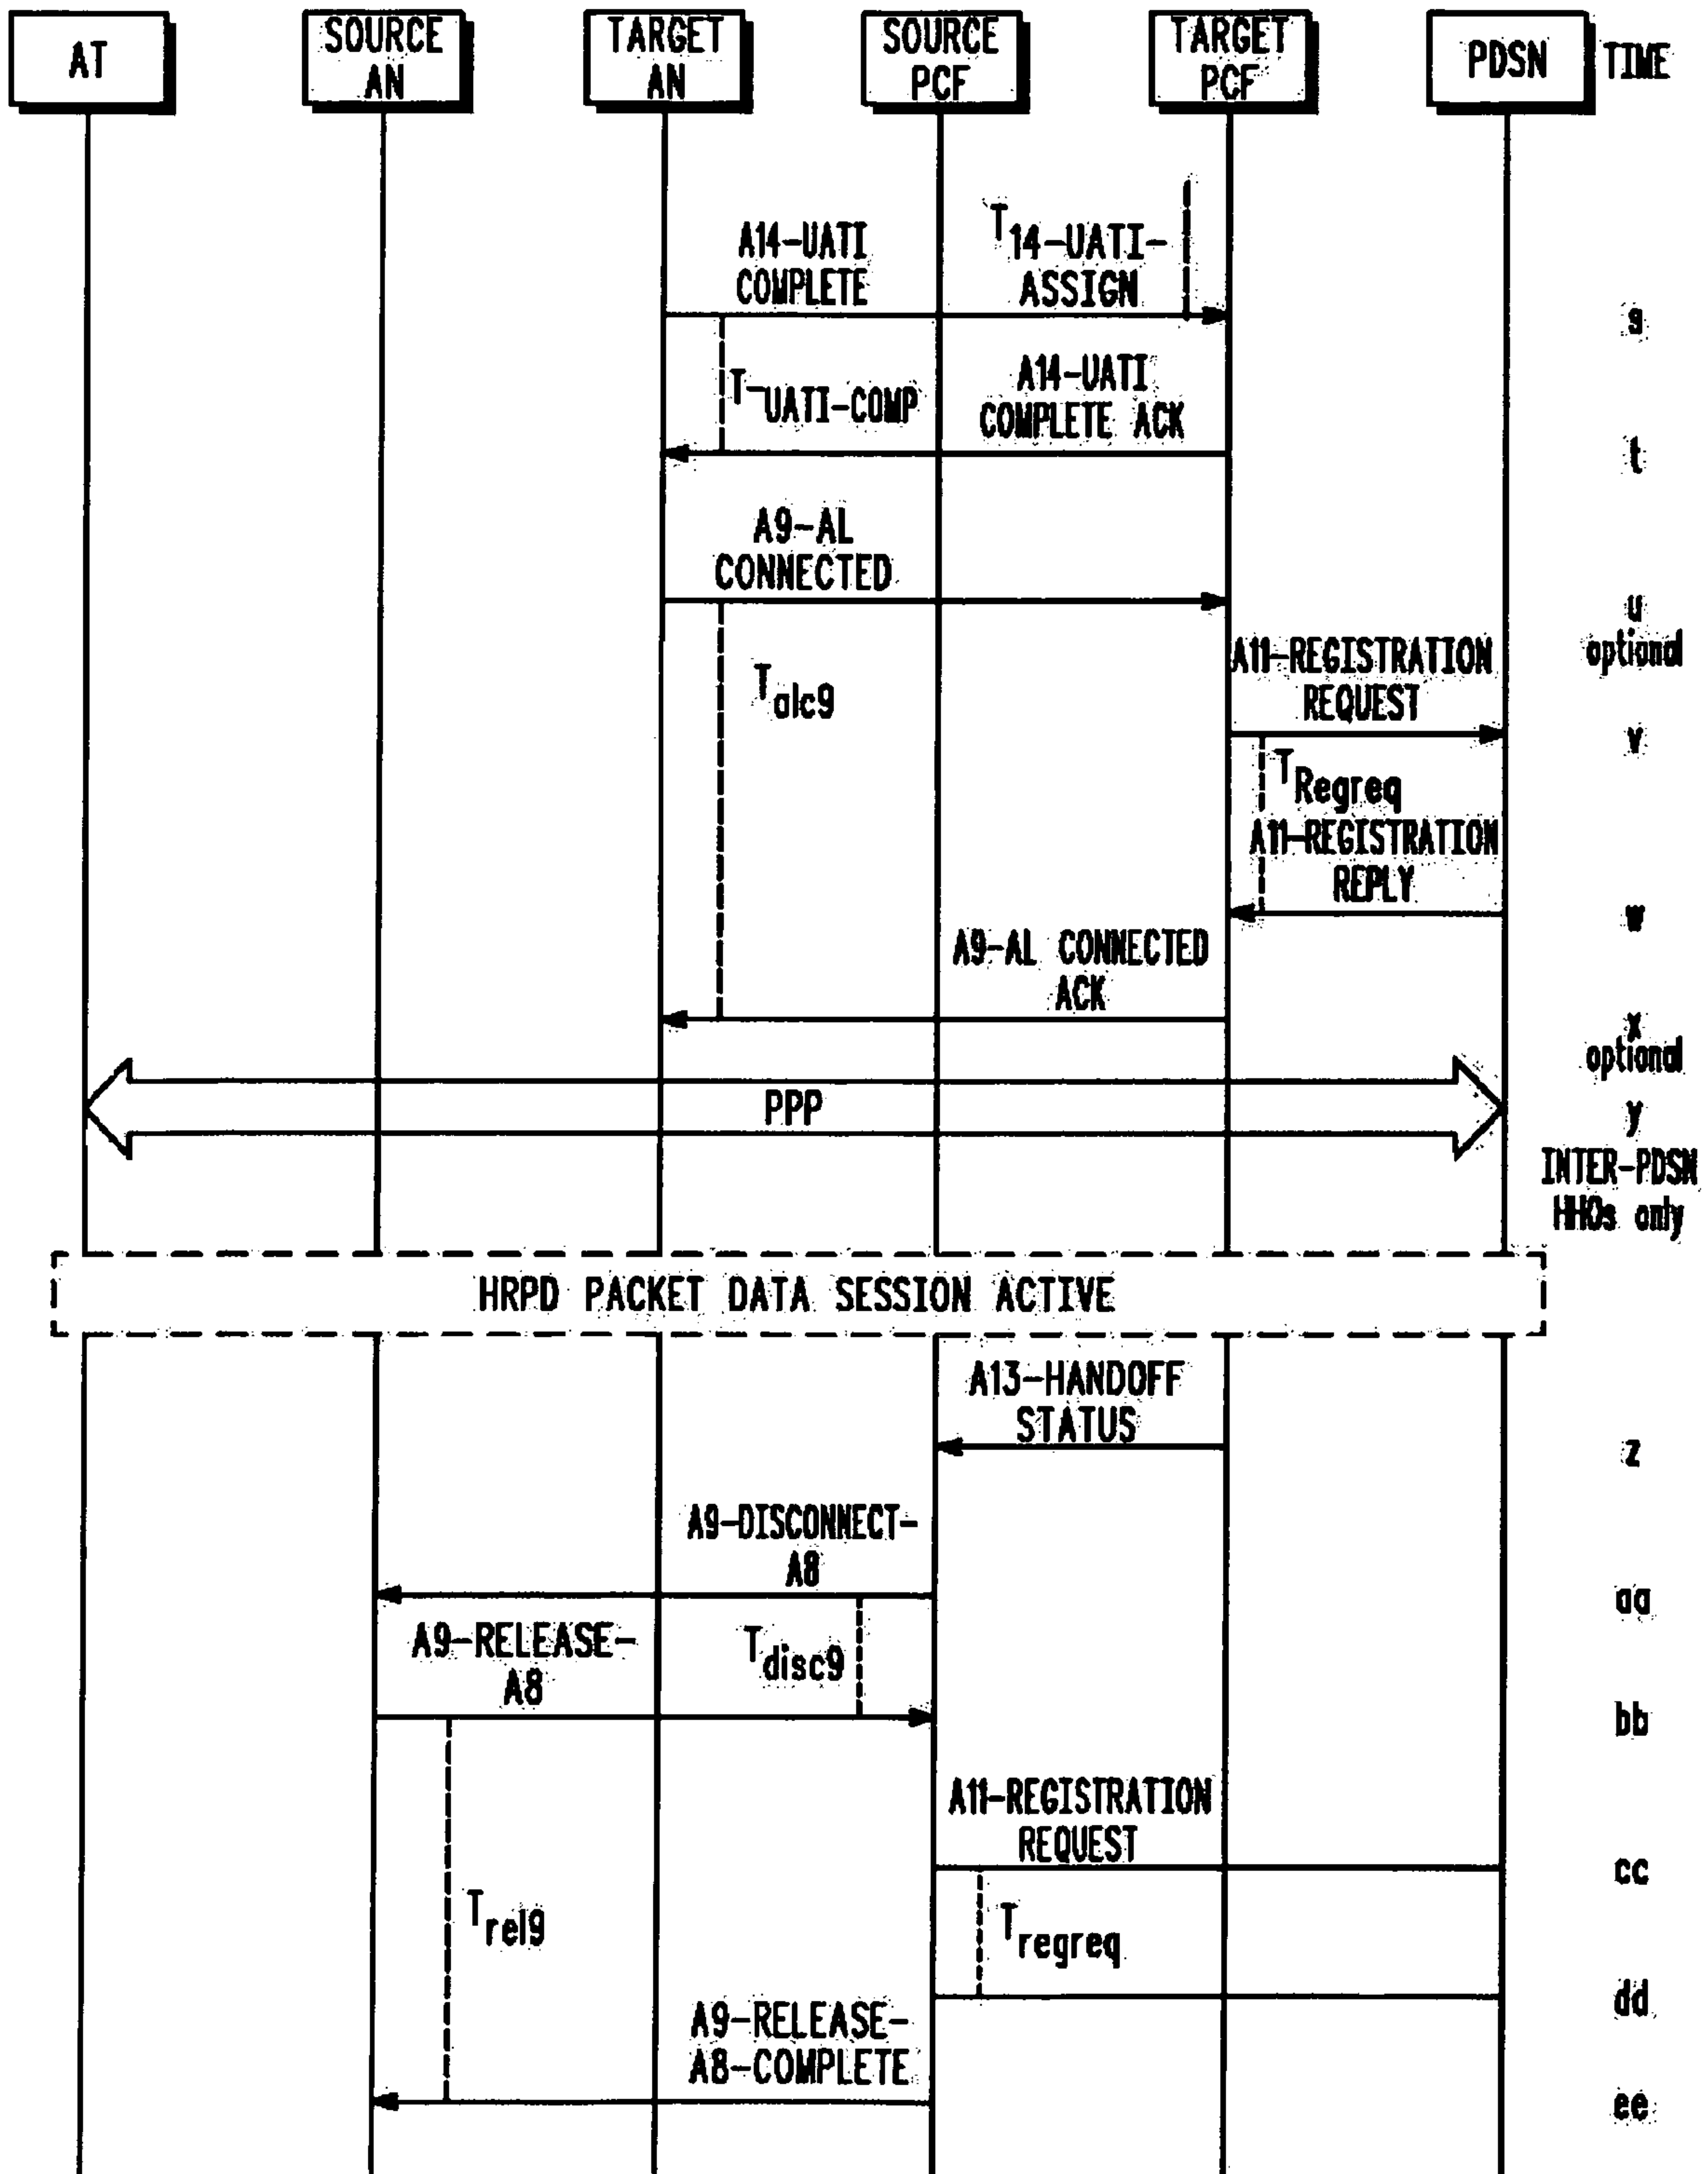 AT
SOURCE
AN
TARGET
AN
SOURCE
PCF
TARGET
PCF
PDSN
TIME
A14-UATI
COMPLETE
T14-UATI-
ASSIGN
s
T-UATI-COMP
A14-UATI
COMPLETE ACK
t
A9-AL
CONNECTED
u
optional
Talc9
A11-REGISTRATION
REQUEST
v
TRegreq
A11-REGISTRATION
REPLY
w
A9-AL CONNECTED
ACK
x
optional
PPP
y
INTER-PDSN
HHOs only
HRPD PACKET DATA SESSION ACTIVE
A13-HANDOFF
STATUS
z
A9-DISCONNECT-
A8
aa
A9-RELEASE-
A8
Tdisc9
bb
A11-REGISTRATION
REQUEST
cc
Trel9
Tregreq
dd
A9-RELEASE-
A8-COMPLETE
ee